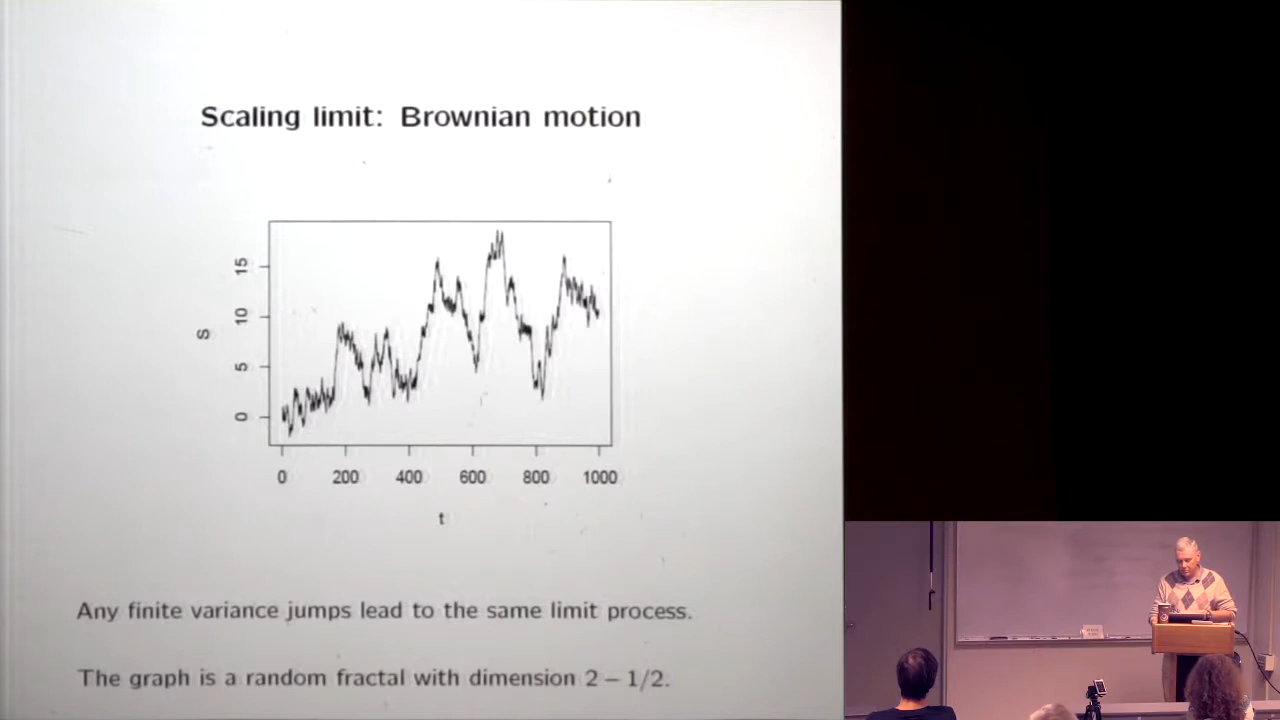 Scaling limit: Brownian motion
15
10
5
0
S
0 200 400 600 800 1000
t
Any finite variance jumps lead to the same limit process.
The graph is a random fractal with dimension 2 − 1/2.